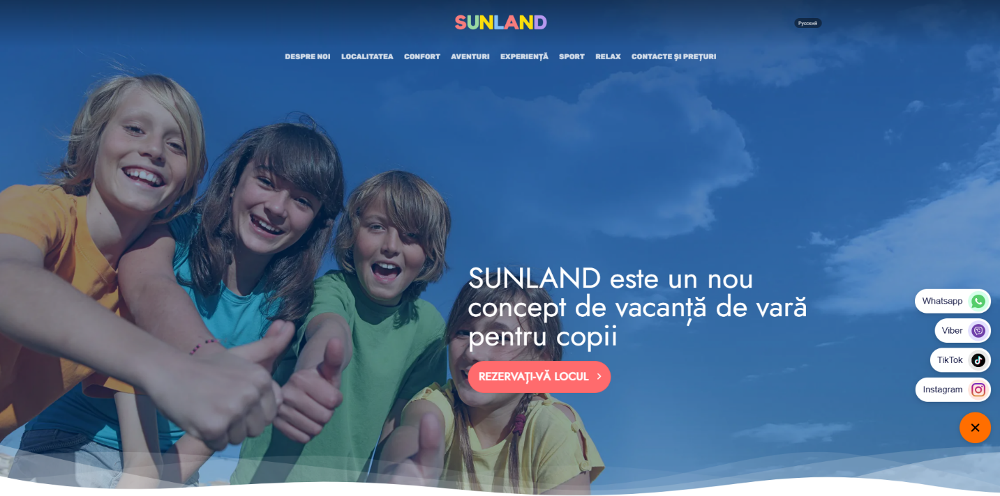 SUNLAND
Русский
DESPRE NOI LOCALITATEA CONFORT AVENTURI EXPERIENȚĂ SPORT RELAX CONTACTE ȘI PREȚURI
SUNLAND este un nou
concept de vacanță de vară
pentru copii
REZERVAȚI-VĂ LOCUL
Whatsapp
Viber
TikTok
Instagram